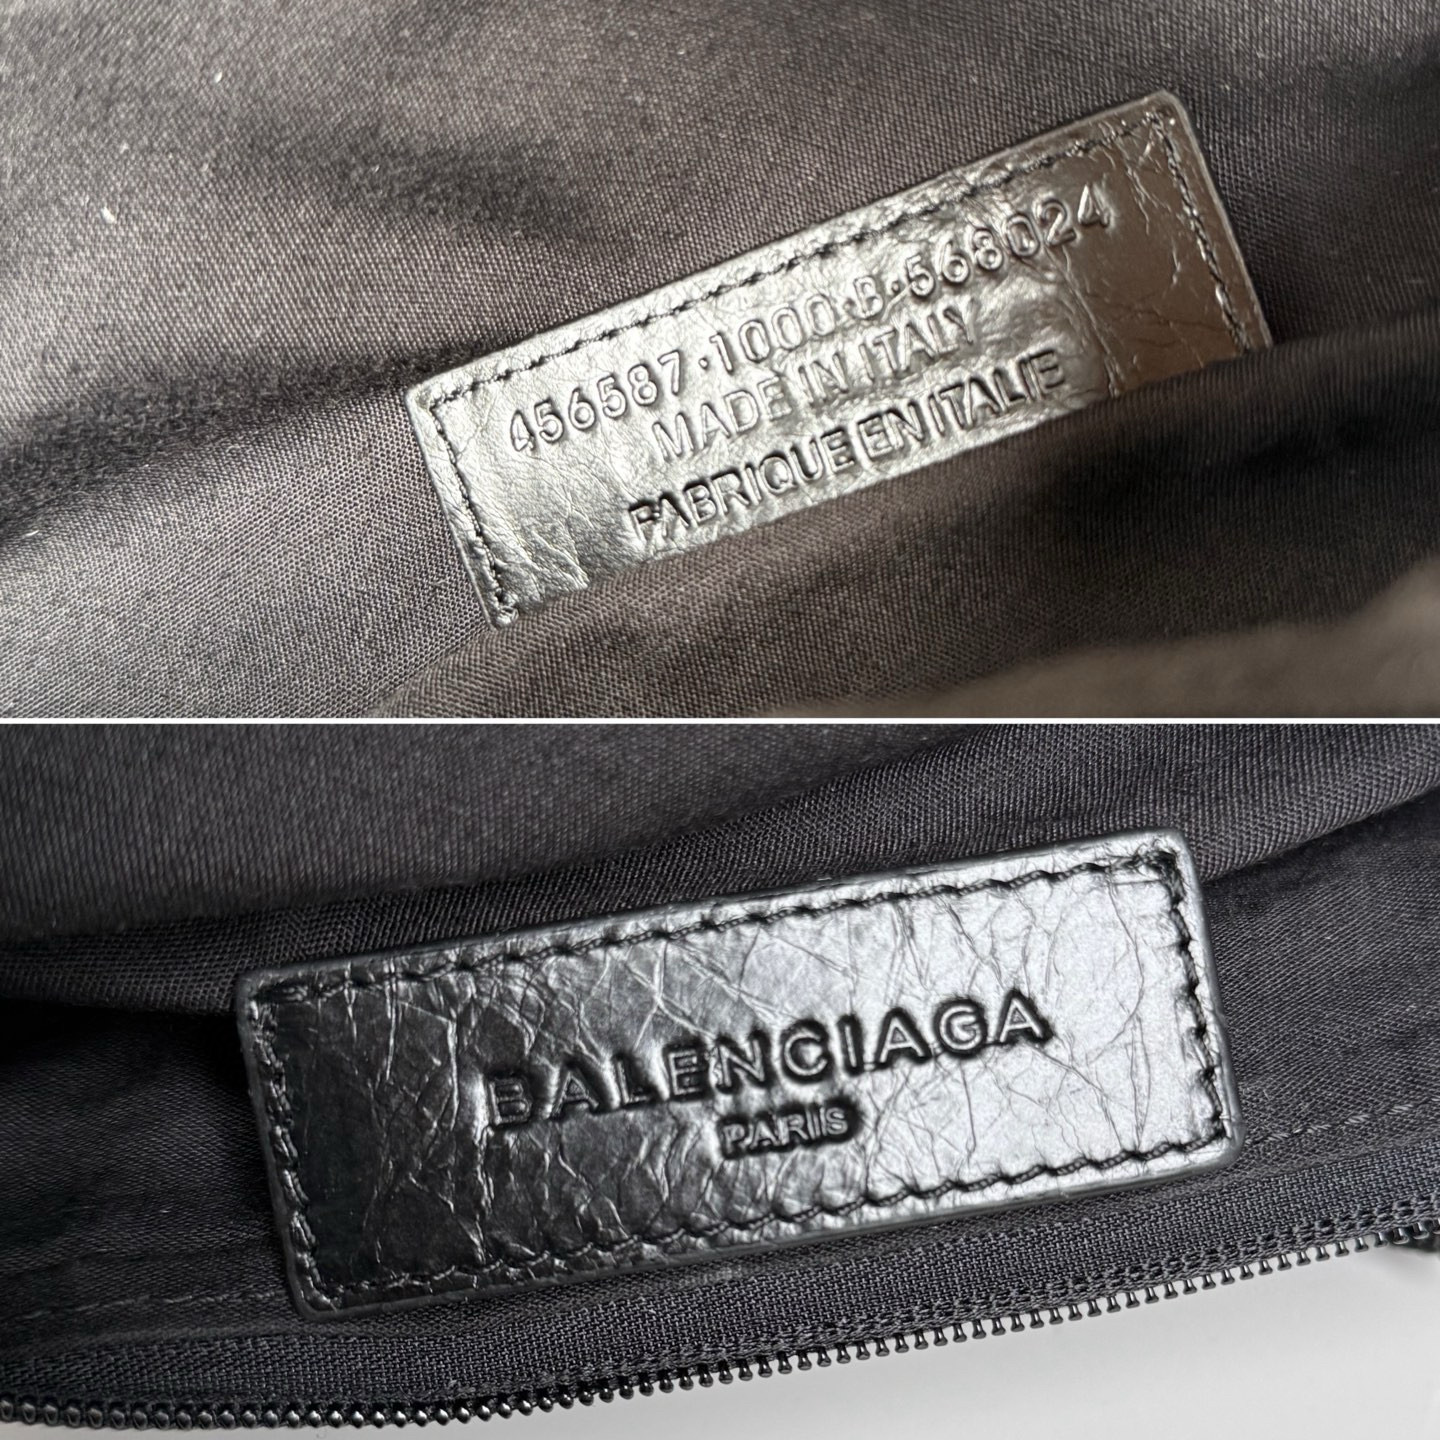 456587·1000·B·568024
MADE IN ITALY
FABRIQUE EN ITALIE
BALENCIAGA
PARIS